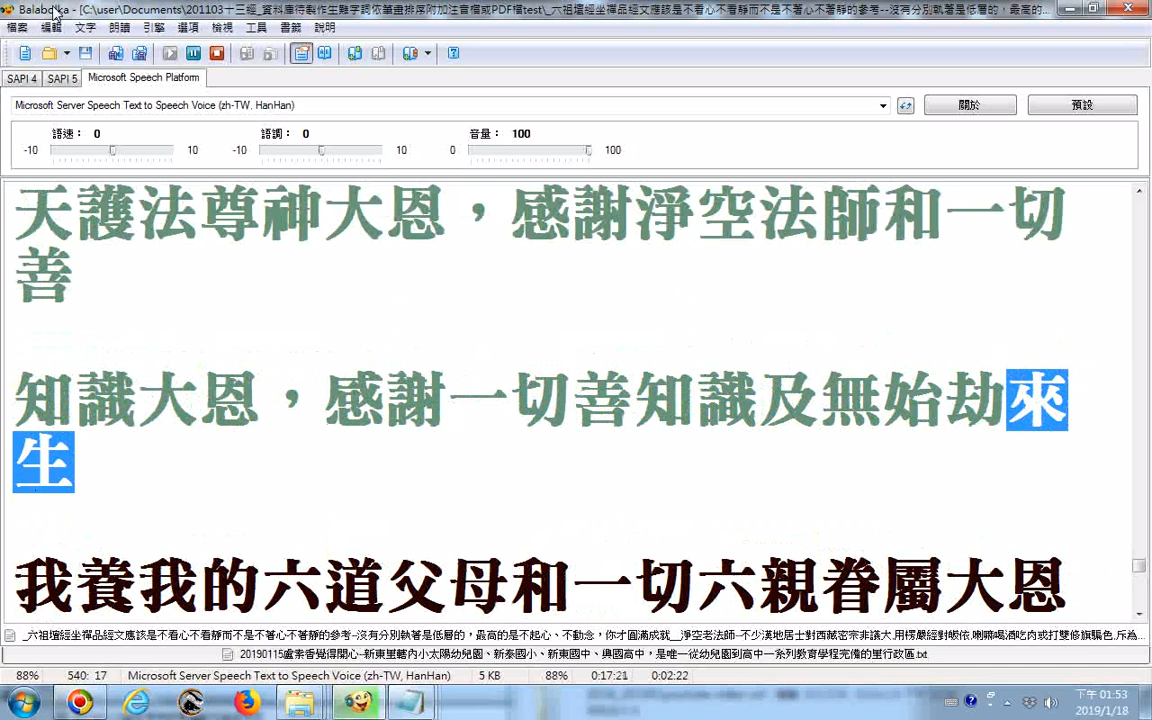 Balabolka - [C:\user\Documents\201103十三經_資料庫待製作生難字詞依筆畫排序附加注音檔或PDF檔test\_六祖壇經坐禪品經文應該是不看心不看靜而不是不著心不著靜的參考--沒有分別執著是低層的，最高的...
檔案 編輯 文字 朗讀 引擎 選項 檢視 工具 書籤 說明
SAPI 4 SAPI 5 Microsoft Speech Platform
Microsoft Server Speech Text to Speech Voice (zh-TW, HanHan) 關於 預設
語速： 0 語調： 0 音量： 100
-10 10 -10 10 0 100
天護法尊神大恩，感謝淨空法師和一切
善
知識大恩，感謝一切善知識及無始劫來
生
我養我的六道父母和一切六親眷屬大恩
_六祖壇經坐禪品經文應該是不看心不看靜而不是不著心不著靜的參考--沒有分別執著是低層的，最高的是不起心、不動念，你才圓滿成就__淨空老法師--不少漢地居士對西藏密宗非議大,用楞嚴經對皈依.喇嘛喝酒吃肉或打雙修旗騙色.斥為...
20190115盧素香覺得開心--新東里轄內小太陽幼兒園、新泰國小、新東國中、興國高中，是唯一從幼兒園到高中一系列教育學程完備的里行政區.txt
88% 540: 17 Microsoft Server Speech Text to Speech Voice (zh-TW, HanHan) 5 KB 88% 0:17:21 0:02:22
下午 01:53
2019/1/18